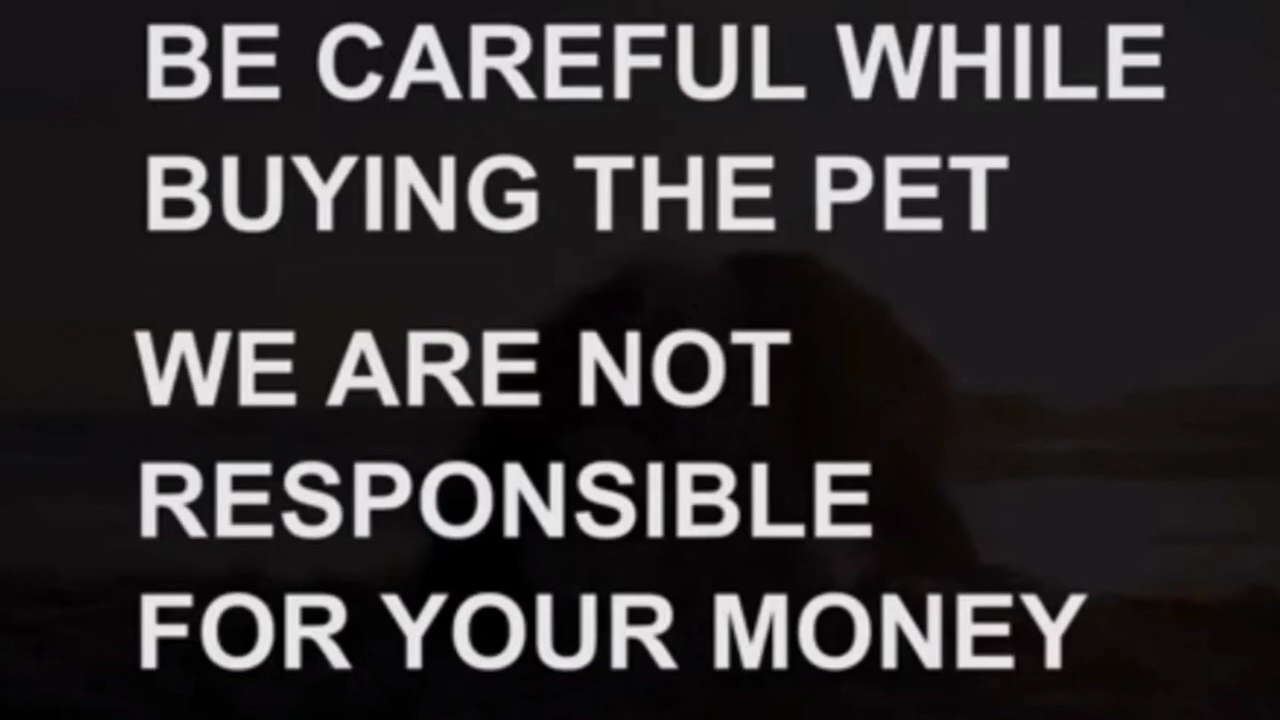 BE CAREFUL WHILE
BUYING THE PET
WE ARE NOT
RESPONSIBLE
FOR YOUR MONEY